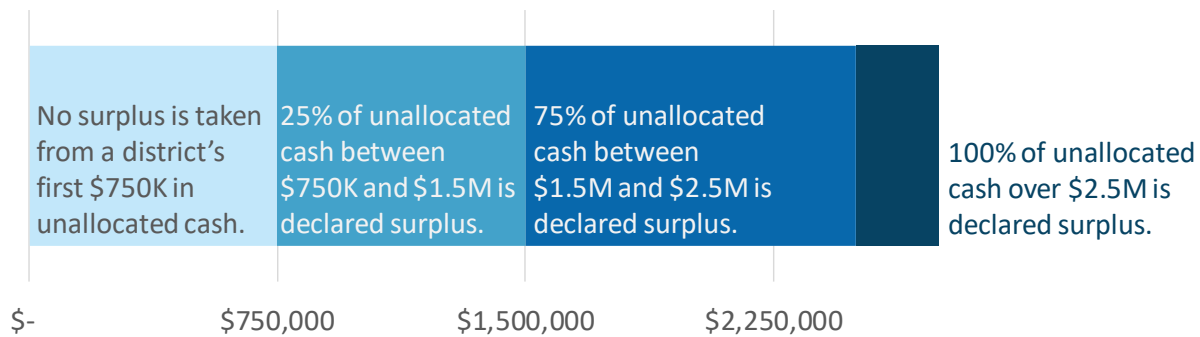 No surplus is taken
from a district's
first $750K in
unallocated cash.
25% of unallocated
cash between
$750K and $1.5M is
declared surplus.
75% of unallocated
cash between
$1.5M and $2.5M is
declared surplus.
100% of unallocated
cash over $2.5M is
declared surplus.
$-
$750,000
$1,500,000
$2,250,000